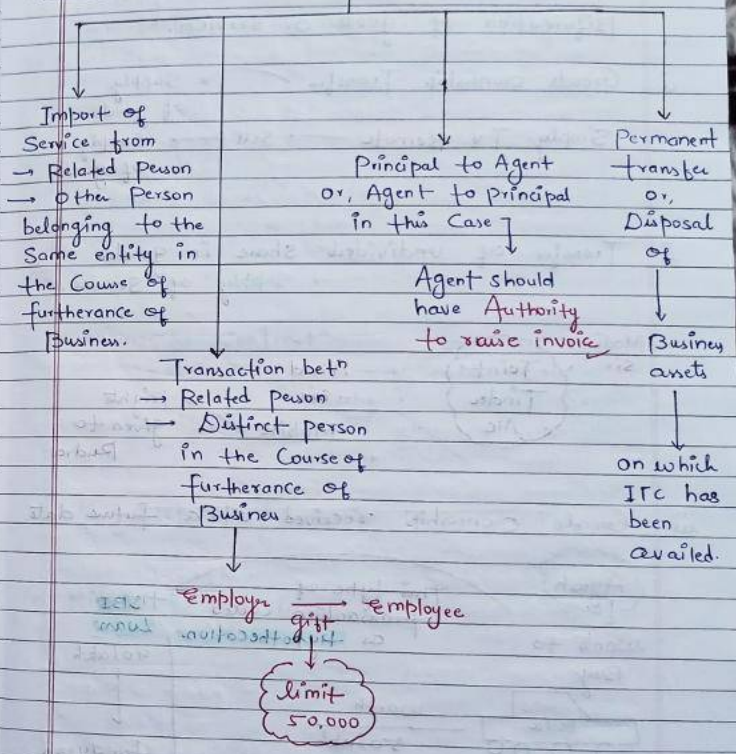 Import of
Service from
→ Related Person
→ Other Person
belonging to the
Same entity in
the Course of
furtherance of
Business.
Transaction betⁿ
→ Related person
→ Distinct person
in the Course of
furtherance of
Business
Employer → Employee
gift
limit
50,000
Principal to Agent
or, Agent to principal
in this Case
Agent should
have Authority
to raise invoice
Permanent
transfer
or,
Disposal
of
Business
assets
on which
ITC has
been
availed.